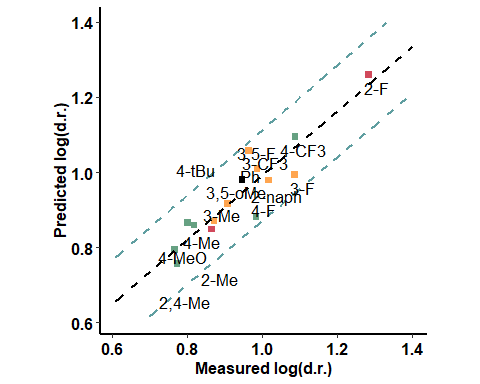 1.4
1.2
1.0
0.8
0.6
Predicted log(d.r.)
2-F
3,5-F
4-CF3
3-CF3
4-tBu
Ph
3-F
3,5-oMe
2-naph
4-F
3-Me
4-Me
4-MeO
2-Me
2,4-Me
0.6 0.8 1.0 1.2 1.4
Measured log(d.r.)